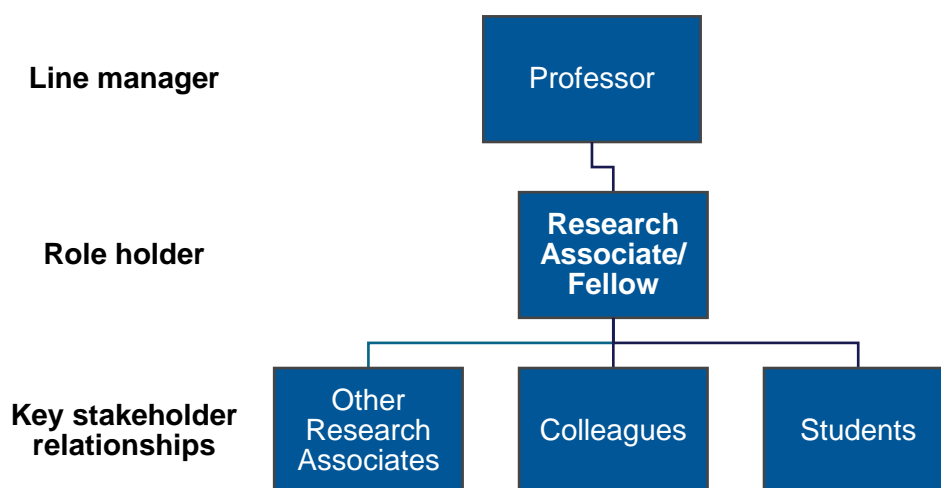 Line manager
Professor
Role holder
Research
Associate/
Fellow
Key stakeholder
relationships
Other
Research
Associates
Colleagues
Students